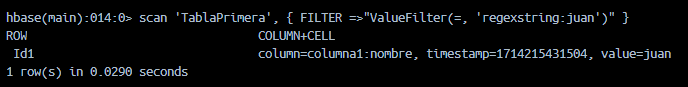 hbase(main):014:0> scan 'TablaPrimera', { FILTER =>"ValueFilter(=, 'regexstring:juan')" }
ROW COLUMN+CELL
Id1 column=columna1:nombre, timestamp=1714215431504, value=juan
1 row(s) in 0.0290 seconds